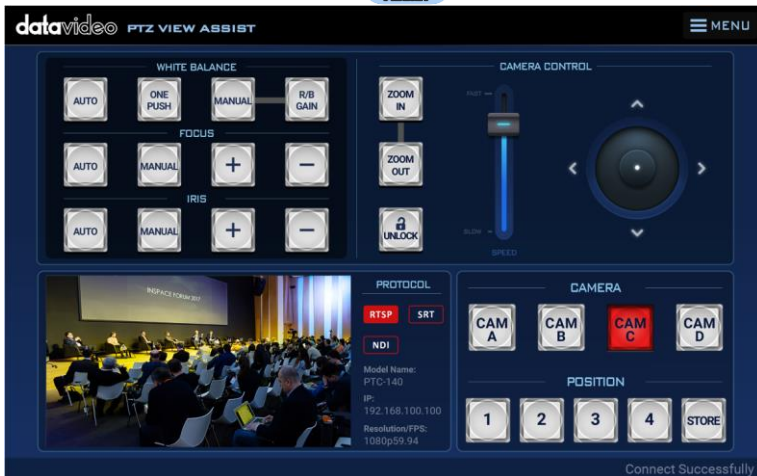 datavideo PTZ VIEW ASSIST
MENU
WHITE BALANCE
AUTO
ONE
PUSH
MANUAL
R/B
GAIN
FOCUS
AUTO
MANUAL
+
−
IRIS
AUTO
MANUAL
+
−
CAMERA CONTROL
ZOOM
IN
ZOOM
OUT
UNLOCK
FAST
SLOW
SPEED
INSPACE FORUM 2017
PROTOCOL
RTSP
SRT
NDI
Model Name:
PTC-140
IP:
192.168.100.100
Resolution/FPS:
1080p59.94
CAMERA
CAM
A
CAM
B
CAM
C
CAM
D
POSITION
1
2
3
4
STORE
Connect Successfully